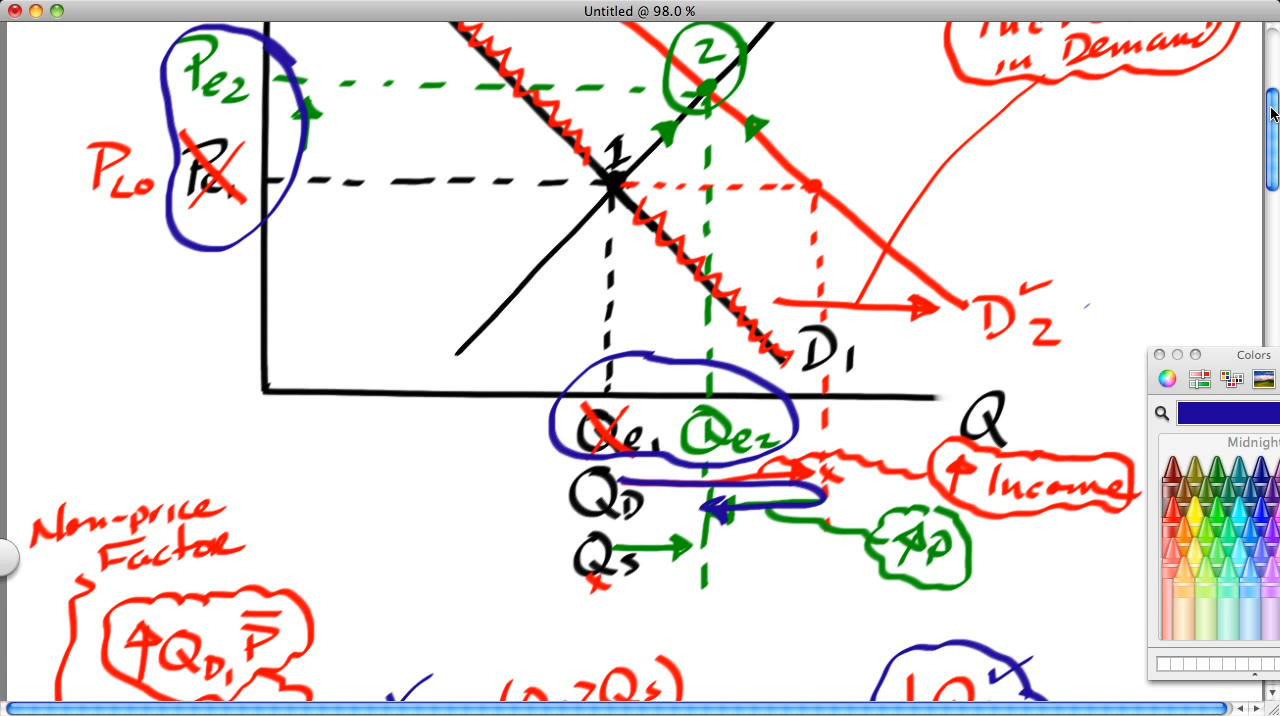 Untitled @ 98.0 %
in Demand
2
Pe2
PLo Pe1
1
D2
D1
Q
Qe1 Qe2
QD
x
↑ Income
Qs
x
↑P
Non-price
Factor
↑QD, P̅
Colors
Midnight